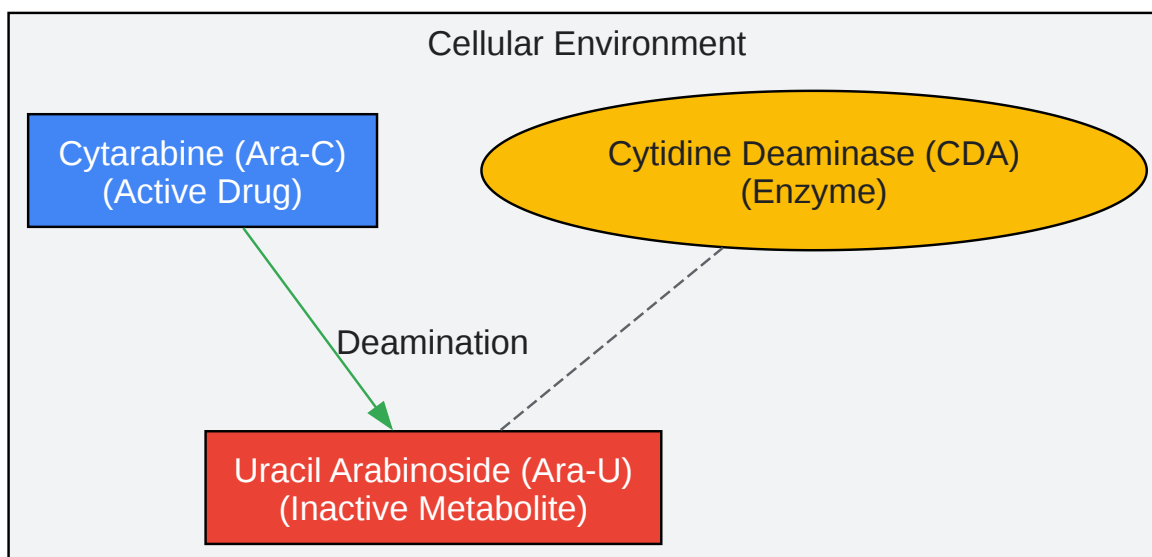 Cellular Environment
Cytarabine (Ara-C)
(Active Drug)
Cytidine Deaminase (CDA)
(Enzyme)
Deamination
Uracil Arabinoside (Ara-U)
(Inactive Metabolite)